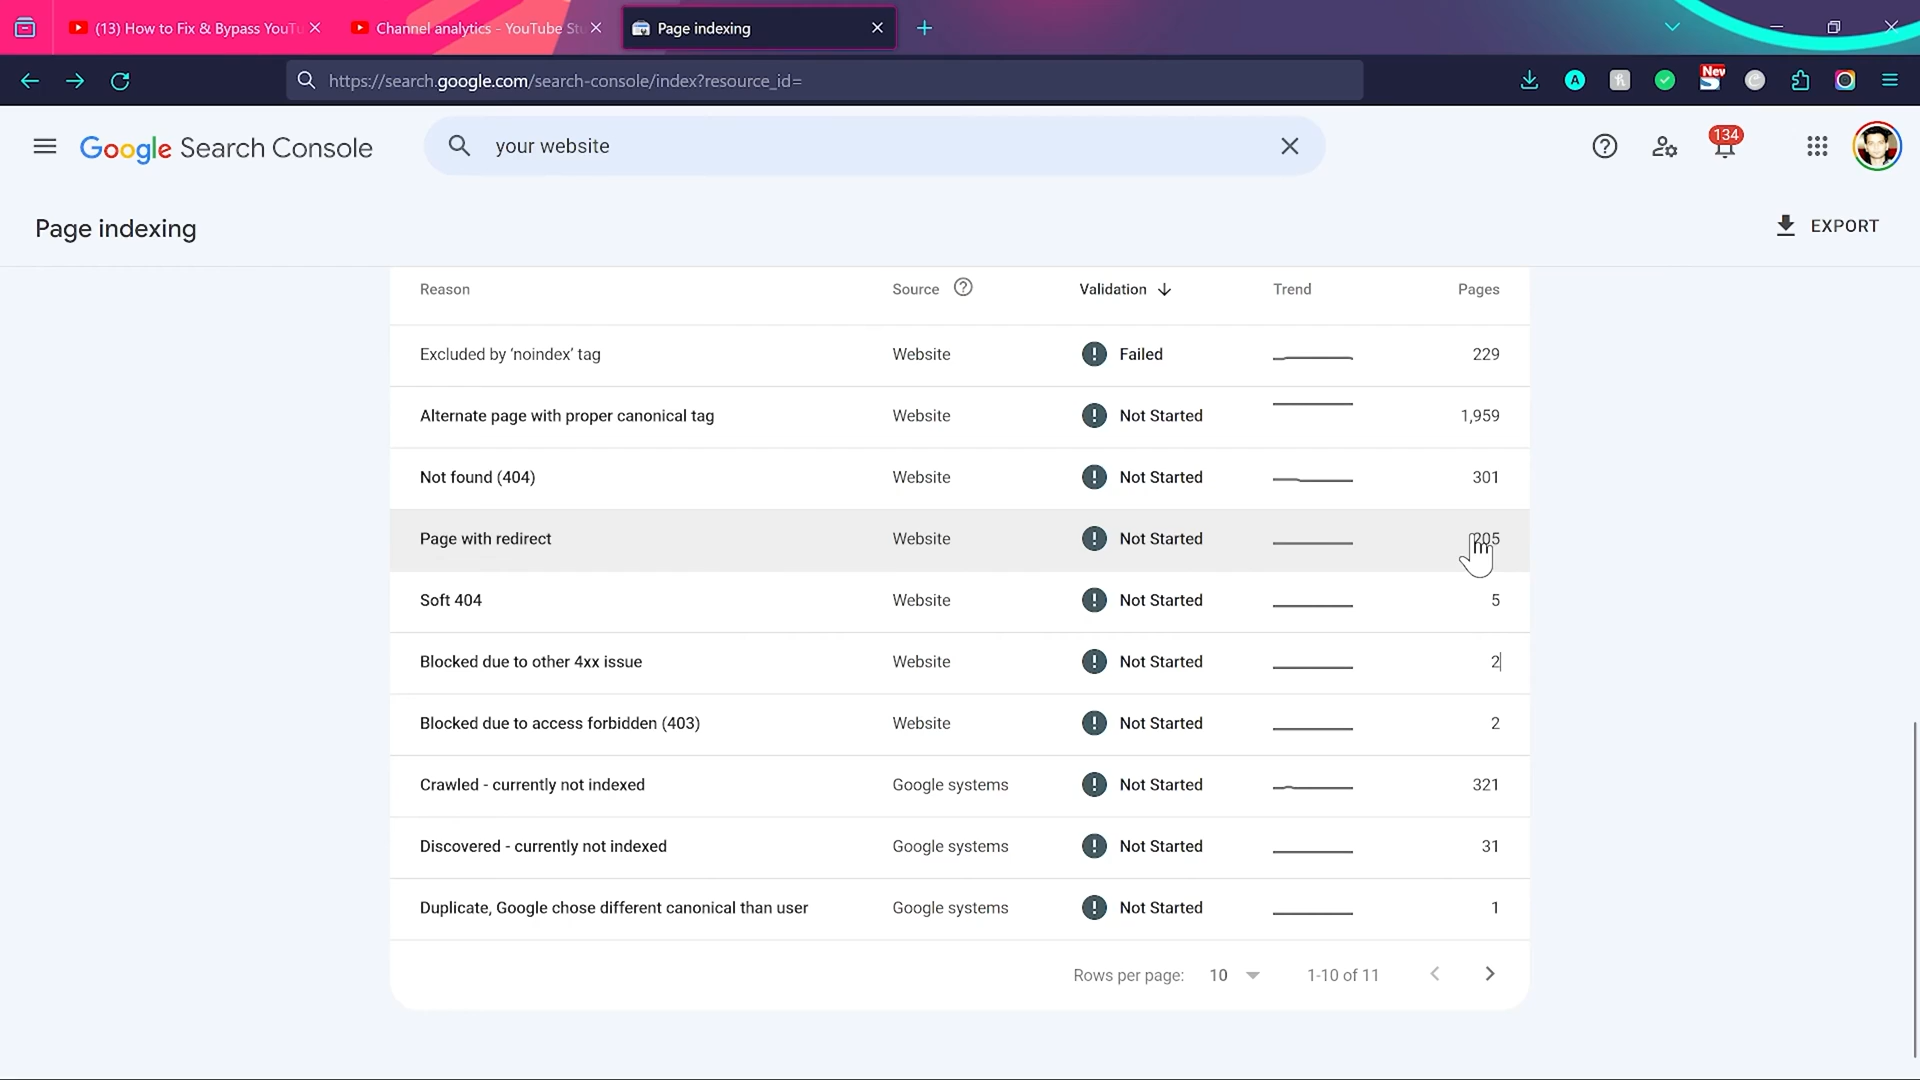 (13) How to Fix & Bypass YouTu
Channel analytics - YouTube Stu
Page indexing
https://search.google.com/search-console/index?resource_id=
New
Google Search Console
your website
134
Page indexing
EXPORT
Reason Source Validation Trend Pages
Excluded by ‘noindex’ tag Website Failed 229
Alternate page with proper canonical tag Website Not Started 1,959
Not found (404) Website Not Started 301
Page with redirect Website Not Started 205
Soft 404 Website Not Started 5
Blocked due to other 4xx issue Website Not Started 2
Blocked due to access forbidden (403) Website Not Started 2
Crawled - currently not indexed Google systems Not Started 321
Discovered - currently not indexed Google systems Not Started 31
Duplicate, Google chose different canonical than user Google systems Not Started 1
Rows per page: 10 1-10 of 11